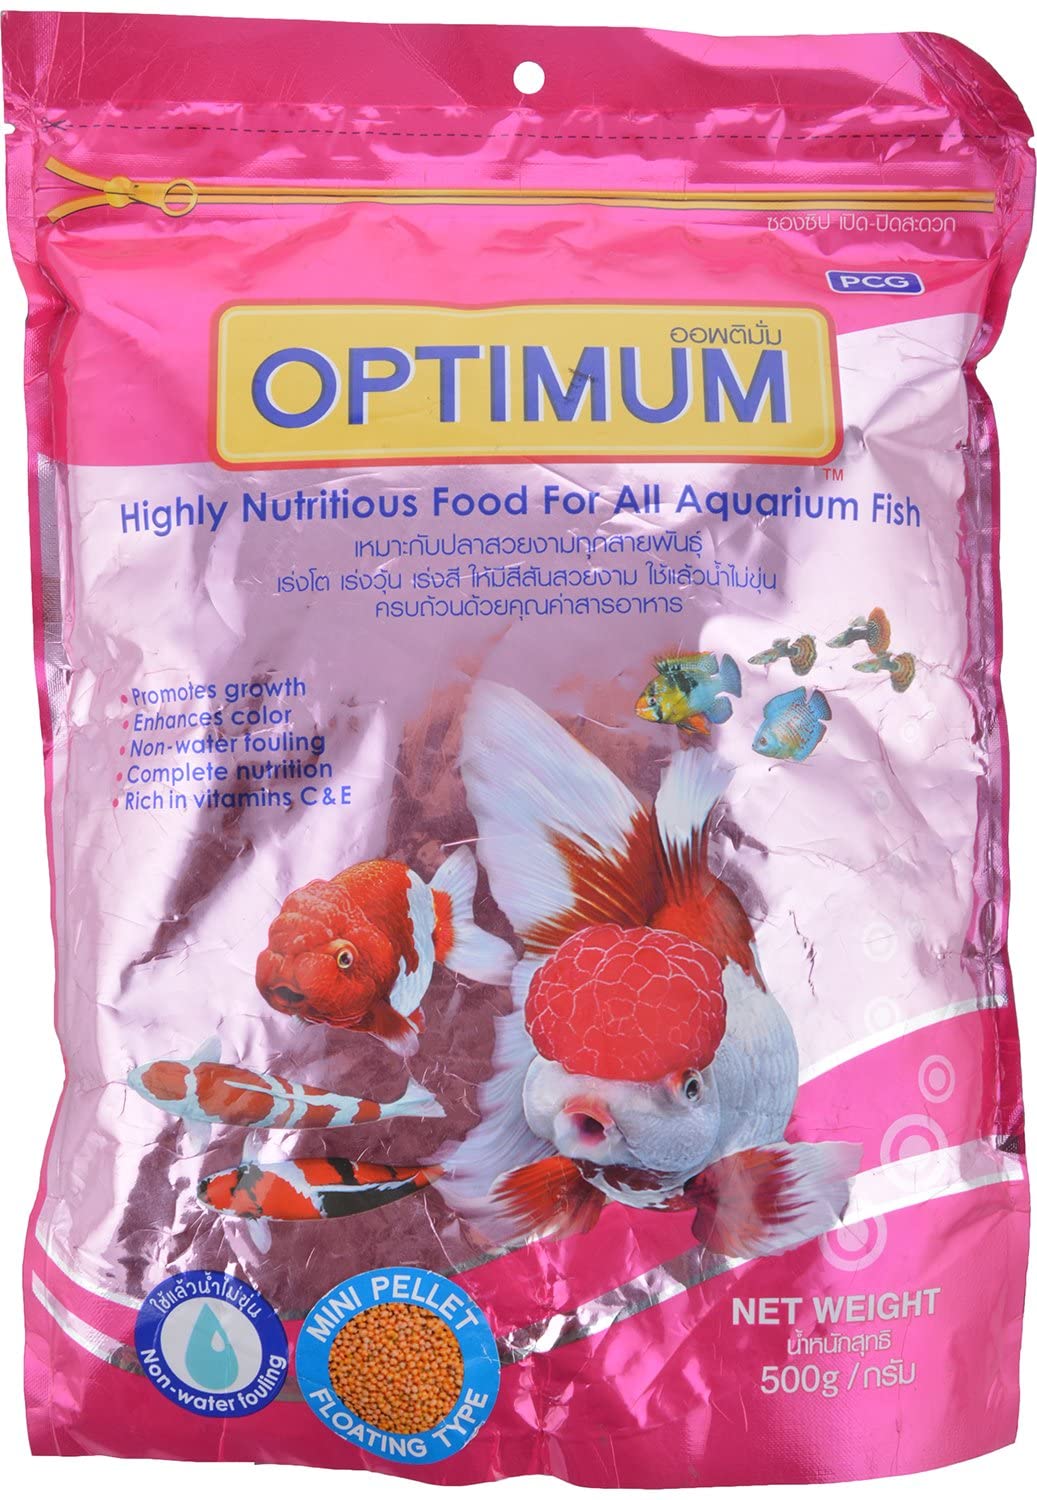 ซองซิป เปิด-ปิดสะดวก
PCG
ออพติมั่ม
OPTIMUM
TM
Highly Nutritious Food For All Aquarium Fish
เหมาะกับปลาสวยงามทุกสายพันธุ์
เร่งโต เร่งวุ้น เร่งสี ให้มีสีสันสวยงาม ใช้แล้วน้ำไม่ขุ่น
ครบถ้วนด้วยคุณค่าสารอาหาร
• Promotes growth
• Enhances color
• Non-water fouling
• Complete nutrition
• Rich in vitamins C & E
ใช้แล้วน้ำไม่ขุ่น
Non-water fouling
MINI PELLET
FLOATING TYPE
NET WEIGHT
น้ำหนักสุทธิ
500g/กรัม